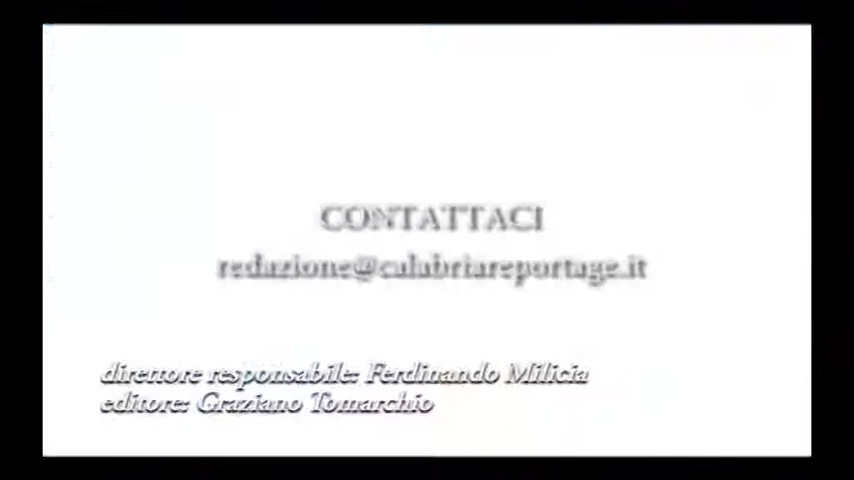 CONTATTACI
redazione@calabriareportage.it
direttore responsabile: Ferdinando Milicia
editore: Graziano Tomarchio